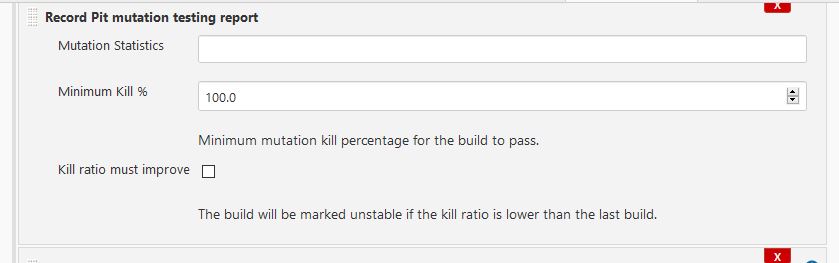 X
Record Pit mutation testing report
Mutation Statistics
Minimum Kill %
100.0
Minimum mutation kill percentage for the build to pass.
Kill ratio must improve
The build will be marked unstable if the kill ratio is lower than the last build.
X